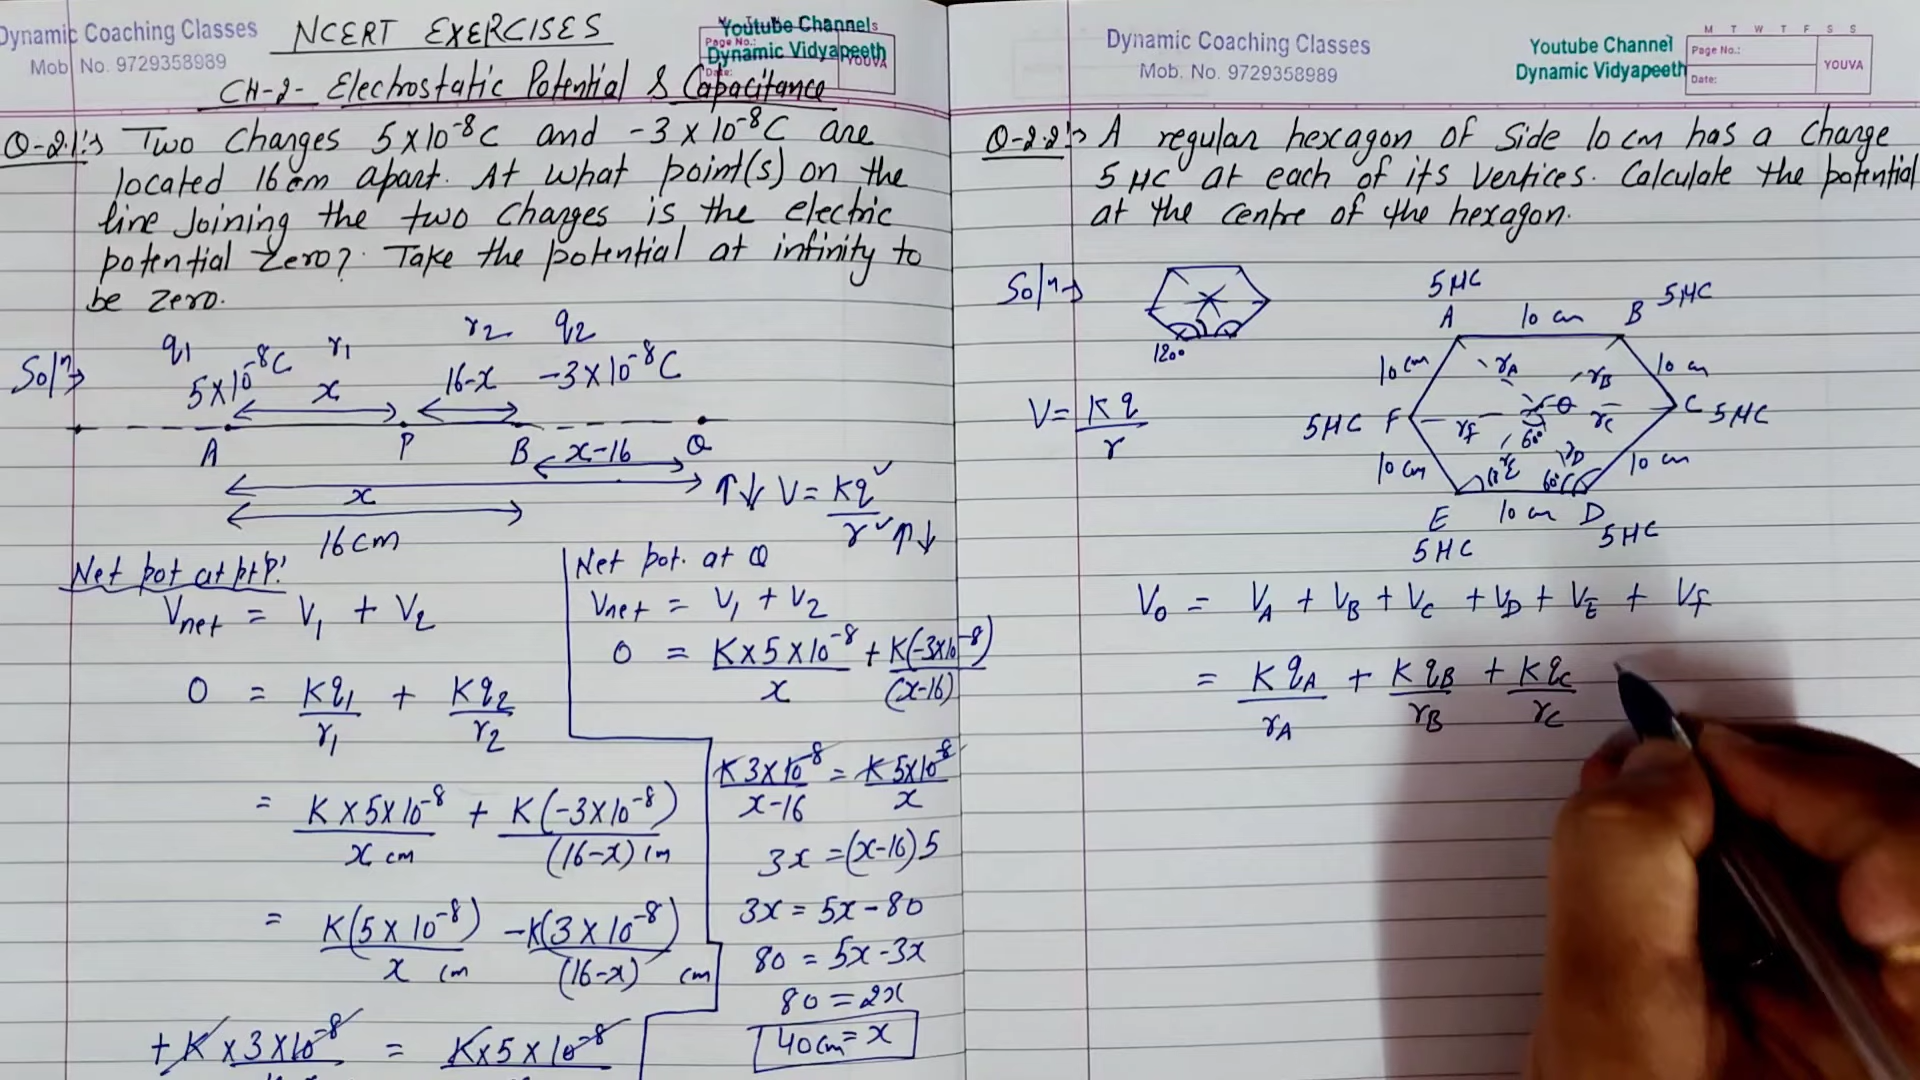 Dynamic Coaching Classes
Mob. No. 9729358989
NCERT EXERCISES
Youtube Channels
Dynamic Vidyapeeth
Page No.:
Date:
YOUVA
CH-2- Electrostatic Potential & Capacitance
Q-2.1:→ Two Charges 5×10⁻⁸C and -3×10⁻⁸C are
located 16cm apart. At what point(s) on the
line joining the two charges is the electric
potential zero? Take the potential at infinity to
be zero.
Solⁿ→
q₁ r₁ r₂ q₂
5×10⁻⁸C x 16-x -3×10⁻⁸C
A P B x-16 Q
x
16cm
↑↓ V = Kq/r ↑↓
Net pot at pt P:
Vnet = V₁ + V₂
0 = Kq₁/r₁ + Kq₂/r₂
= K×5×10⁻⁸/x cm + K(-3×10⁻⁸)/(16-x)cm
= K(5×10⁻⁸)/x cm -K(3×10⁻⁸)/(16-x) cm
+K×3×10⁻⁸ = K×5×10⁻⁸
Net pot. at Q
Vnet = V₁ + V₂
0 = K×5×10⁻⁸/x + K(-3×10⁻⁸)/(x-16)
K3×10⁻⁸/x-16 = K5×10⁻⁸/x
3x = (x-16)5
3x = 5x-80
80 = 5x-3x
80 = 2x
40cm = x
Dynamic Coaching Classes
Mob. No. 9729358989
Youtube Channel
Dynamic Vidyapeeth
M T W T F S S
Page No.:
Date:
YOUVA
Q-2.2:→ A regular hexagon of side 10 cm has a charge
5μC at each of its vertices. Calculate the potential
at the centre of the hexagon.
Solⁿ→
120°
V = Kq/r
5μC 5μC
A 10 cm B
10 cm rA rB 10 cm
5μC F rF O rC C 5μC
60°
10 cm rE rD 10 cm
60°
E 10 cm D
5μC 5μC
V₀ = VA + VB + VC + VD + VE + VF
= KqA/rA + KqB/rB + KqC/rC